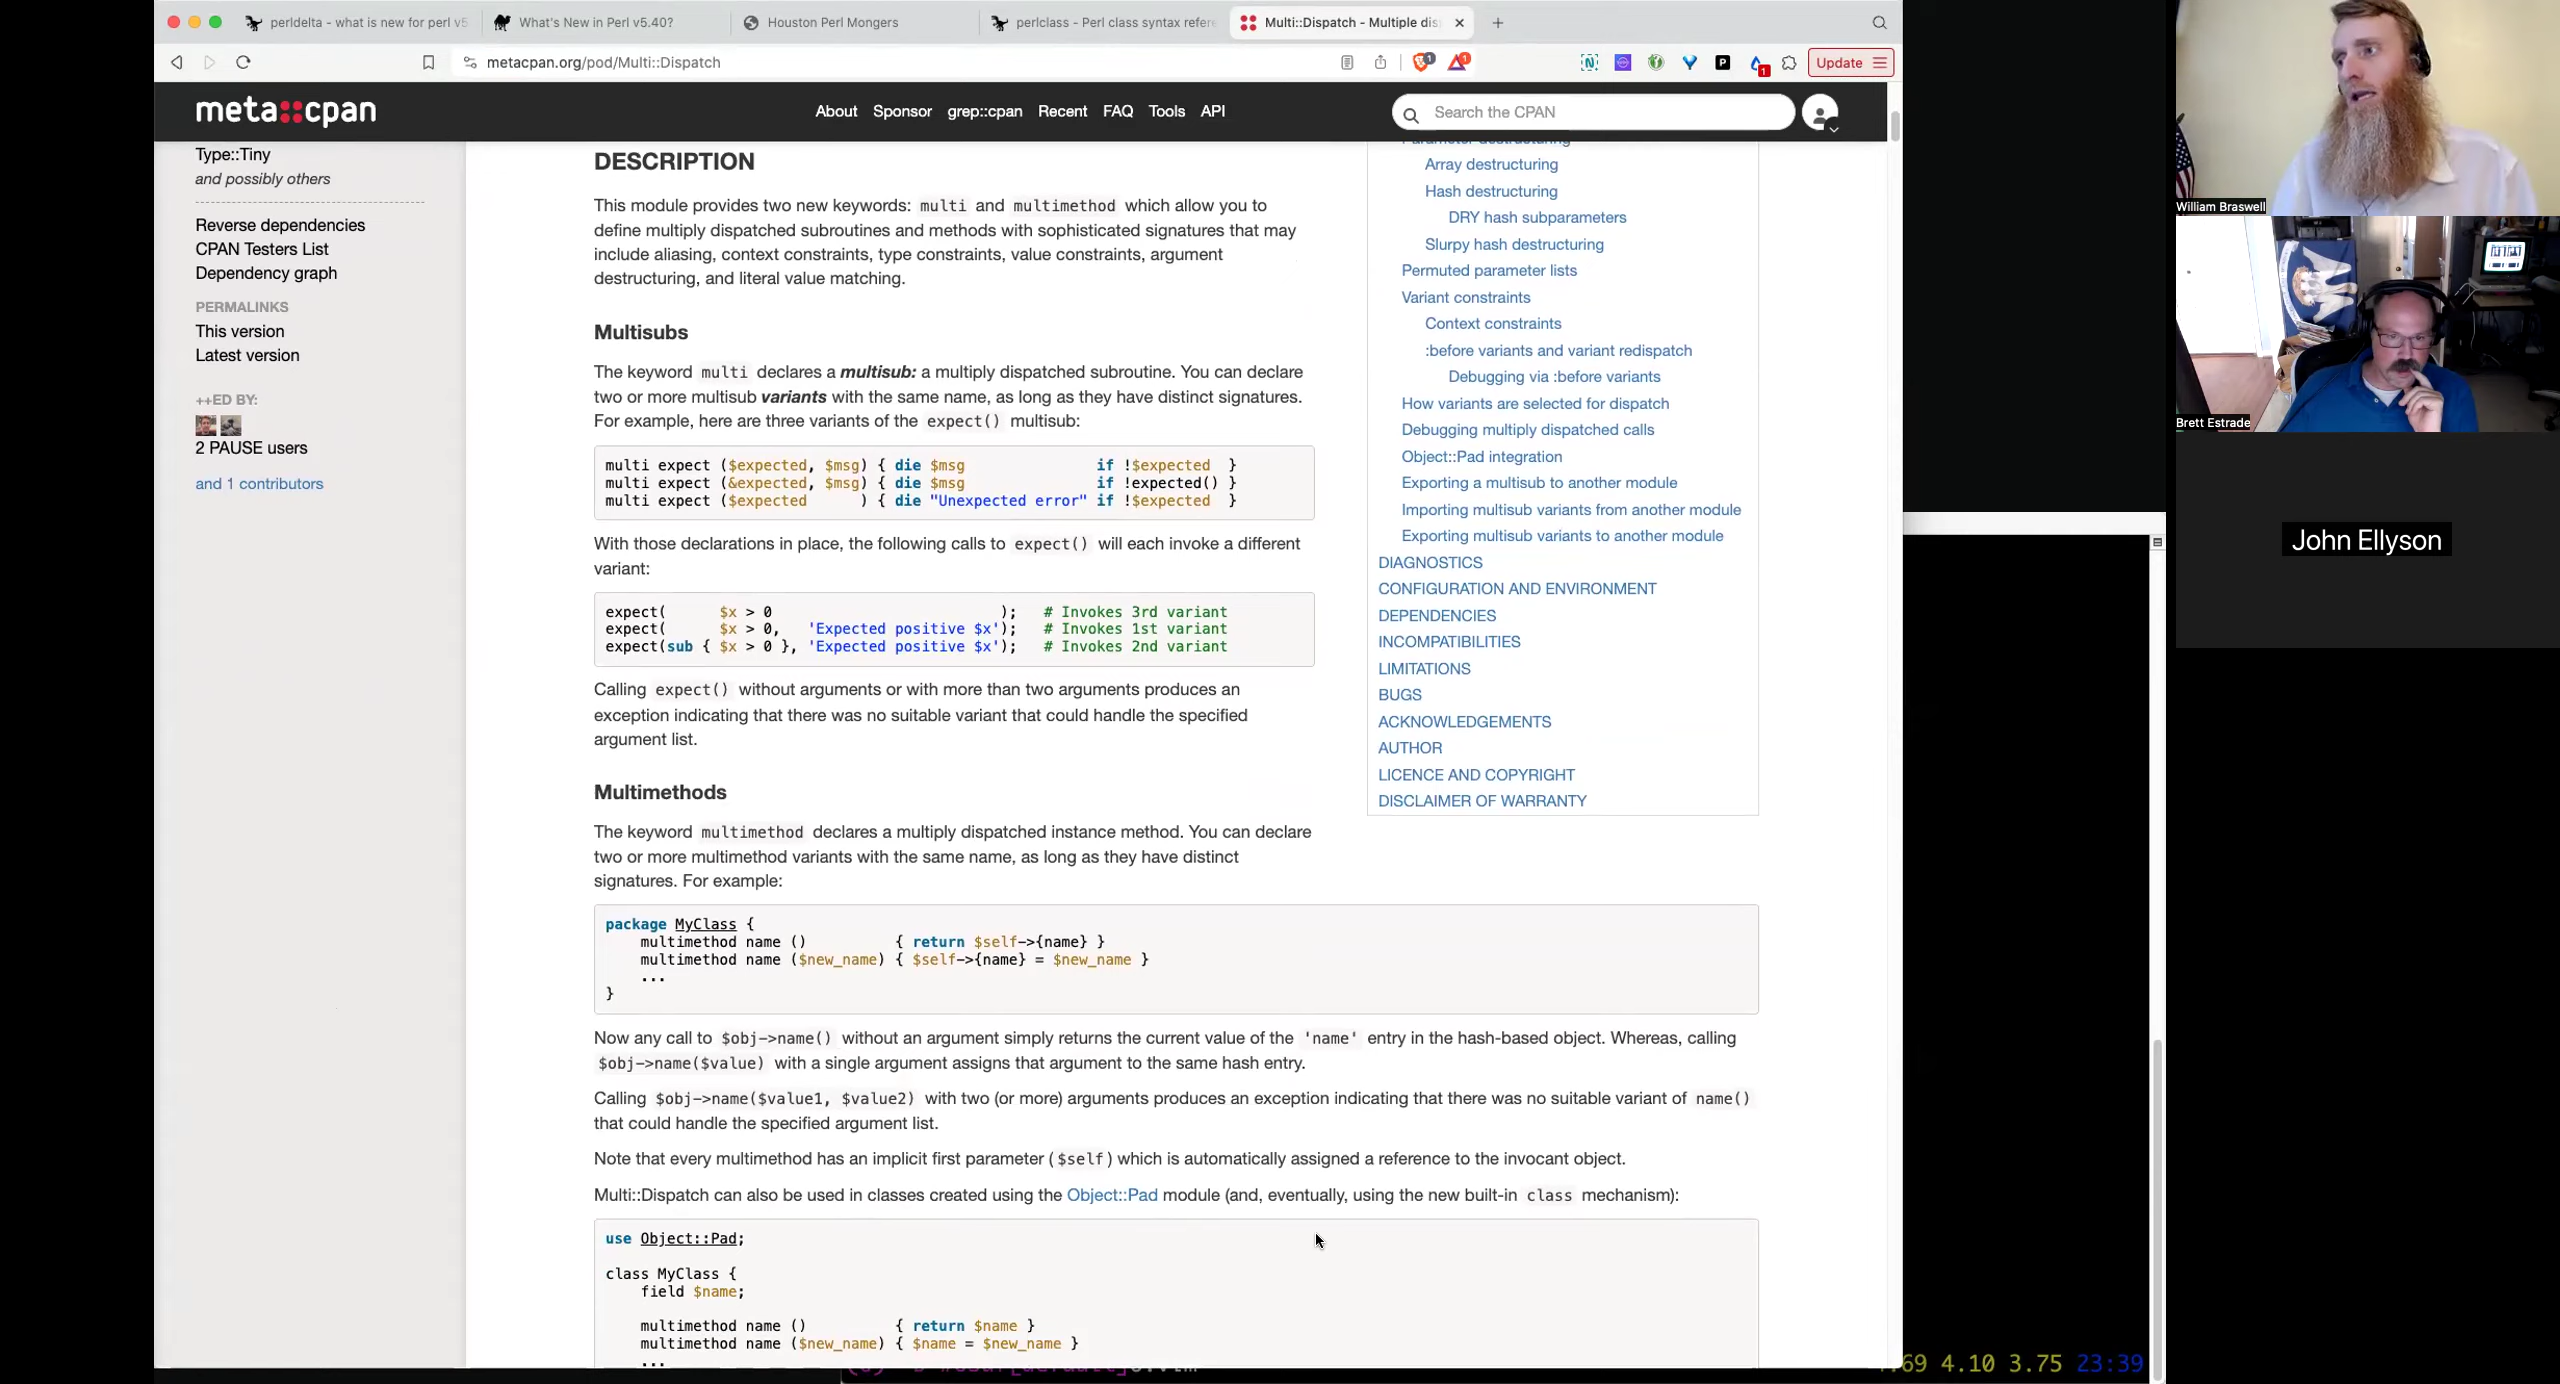 perldelta - what is new for perl v5
What's New in Perl v5.40?
Houston Perl Mongers
perlclass - Perl class syntax refere
Multi::Dispatch - Multiple dis
metacpan.org/pod/Multi::Dispatch
1
1
N
P
1
Update
meta::cpan
About Sponsor grep::cpan Recent FAQ Tools API
Search the CPAN
Type::Tiny
and possibly others
Reverse dependencies
CPAN Testers List
Dependency graph
PERMALINKS
This version
Latest version
++ED BY:
2 PAUSE users
and 1 contributors
DESCRIPTION
This module provides two new keywords: multi and multimethod which allow you to
define multiply dispatched subroutines and methods with sophisticated signatures that may
include aliasing, context constraints, type constraints, value constraints, argument
destructuring, and literal value matching.
Multisubs
The keyword multi declares a multisub: a multiply dispatched subroutine. You can declare
two or more multisub variants with the same name, as long as they have distinct signatures.
For example, here are three variants of the expect() multisub:
multi expect ($expected, $msg) { die $msg               if !$expected  }
multi expect (&expected, $msg) { die $msg               if !expected() }
multi expect ($expected      ) { die "Unexpected error" if !$expected  }
With those declarations in place, the following calls to expect() will each invoke a different
variant:
expect(      $x > 0                          );   # Invokes 3rd variant
expect(      $x > 0,   'Expected positive $x');   # Invokes 1st variant
expect(sub { $x > 0 }, 'Expected positive $x');   # Invokes 2nd variant
Calling expect() without arguments or with more than two arguments produces an
exception indicating that there was no suitable variant that could handle the specified
argument list.
Multimethods
The keyword multimethod declares a multiply dispatched instance method. You can declare
two or more multimethod variants with the same name, as long as they have distinct
signatures. For example:
package MyClass {
    multimethod name ()          { return $self->{name} }
    multimethod name ($new_name) { $self->{name} = $new_name }
    ...
}
Now any call to $obj->name() without an argument simply returns the current value of the 'name' entry in the hash-based object. Whereas, calling
$obj->name($value) with a single argument assigns that argument to the same hash entry.
Calling $obj->name($value1, $value2) with two (or more) arguments produces an exception indicating that there was no suitable variant of name()
that could handle the specified argument list.
Note that every multimethod has an implicit first parameter ($self) which is automatically assigned a reference to the invocant object.
Multi::Dispatch can also be used in classes created using the Object::Pad module (and, eventually, using the new built-in class mechanism):
use Object::Pad;
class MyClass {
    field $name;
    multimethod name ()          { return $name }
    multimethod name ($new_name) { $name = $new_name }
    ...
Parameter destructuring
Array destructuring
Hash destructuring
DRY hash subparameters
Slurpy hash destructuring
Permuted parameter lists
Variant constraints
Context constraints
:before variants and variant redispatch
Debugging via :before variants
How variants are selected for dispatch
Debugging multiply dispatched calls
Object::Pad integration
Exporting a multisub to another module
Importing multisub variants from another module
Exporting multisub variants to another module
DIAGNOSTICS
CONFIGURATION AND ENVIRONMENT
DEPENDENCIES
INCOMPATIBILITIES
LIMITATIONS
BUGS
ACKNOWLEDGEMENTS
AUTHOR
LICENCE AND COPYRIGHT
DISCLAIMER OF WARRANTY
William Braswell
Brett Estrade
John Ellyson
4.10 3.75 23:39